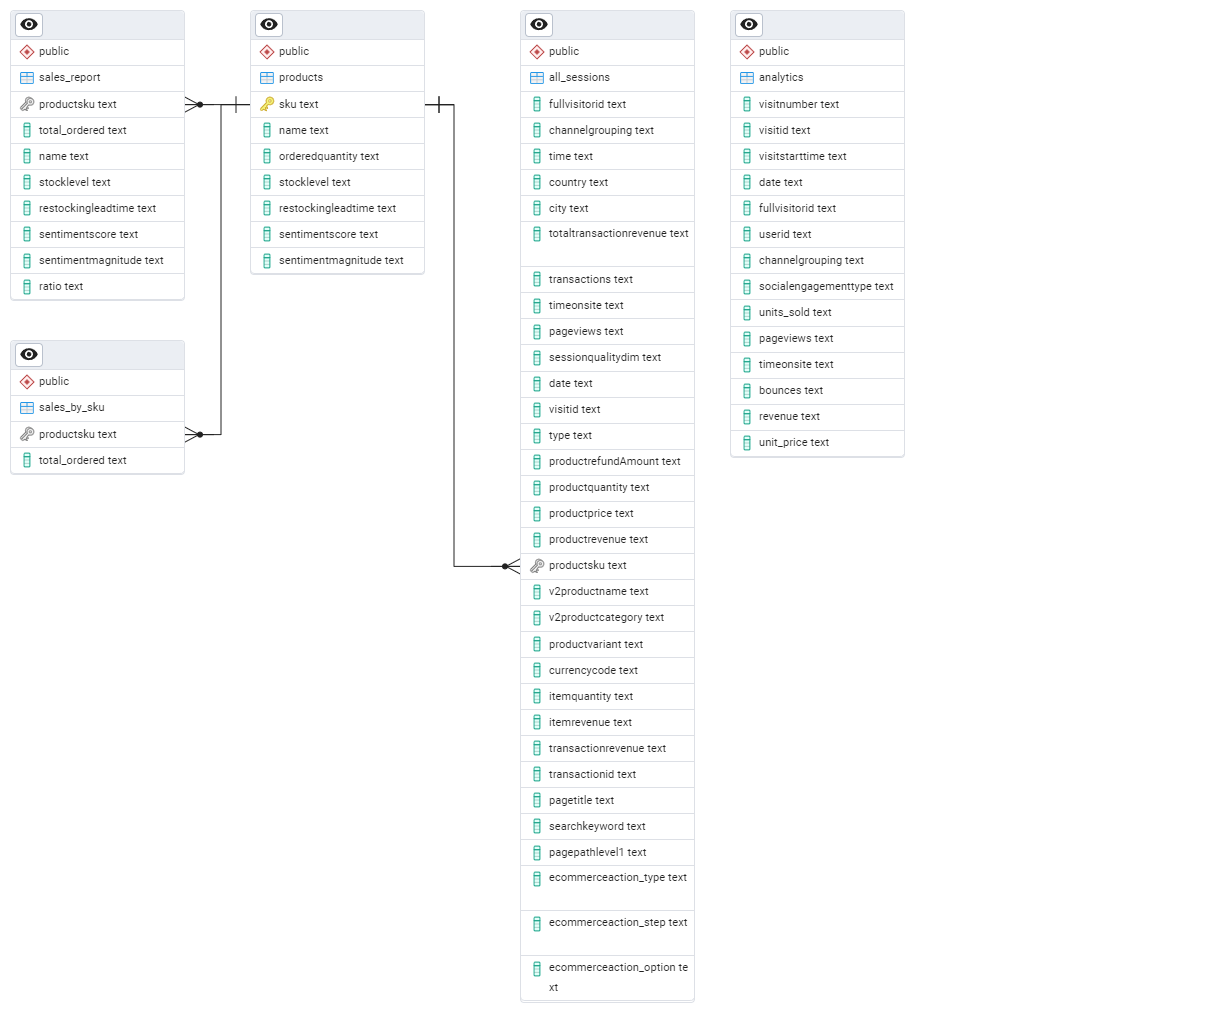 public
sales_report
productsku text
total_ordered text
name text
stocklevel text
restockingleadtime text
sentimentscore text
sentimentmagnitude text
ratio text
public
sales_by_sku
productsku text
total_ordered text
public
products
sku text
name text
orderedquantity text
stocklevel text
restockingleadtime text
sentimentscore text
sentimentmagnitude text
public
all_sessions
fullvisitorid text
channelgrouping text
time text
country text
city text
totaltransactionrevenue text
transactions text
timeonsite text
pageviews text
sessionqualitydim text
date text
visitid text
type text
productrefundAmount text
productquantity text
productprice text
productrevenue text
productsku text
v2productname text
v2productcategory text
productvariant text
currencycode text
itemquantity text
itemrevenue text
transactionrevenue text
transactionid text
pagetitle text
searchkeyword text
pagepathlevel1 text
ecommerceaction_type text
ecommerceaction_step text
ecommerceaction_option te
xt
public
analytics
visitnumber text
visitid text
visitstarttime text
date text
fullvisitorid text
userid text
channelgrouping text
socialengagementtype text
units_sold text
pageviews text
timeonsite text
bounces text
revenue text
unit_price text